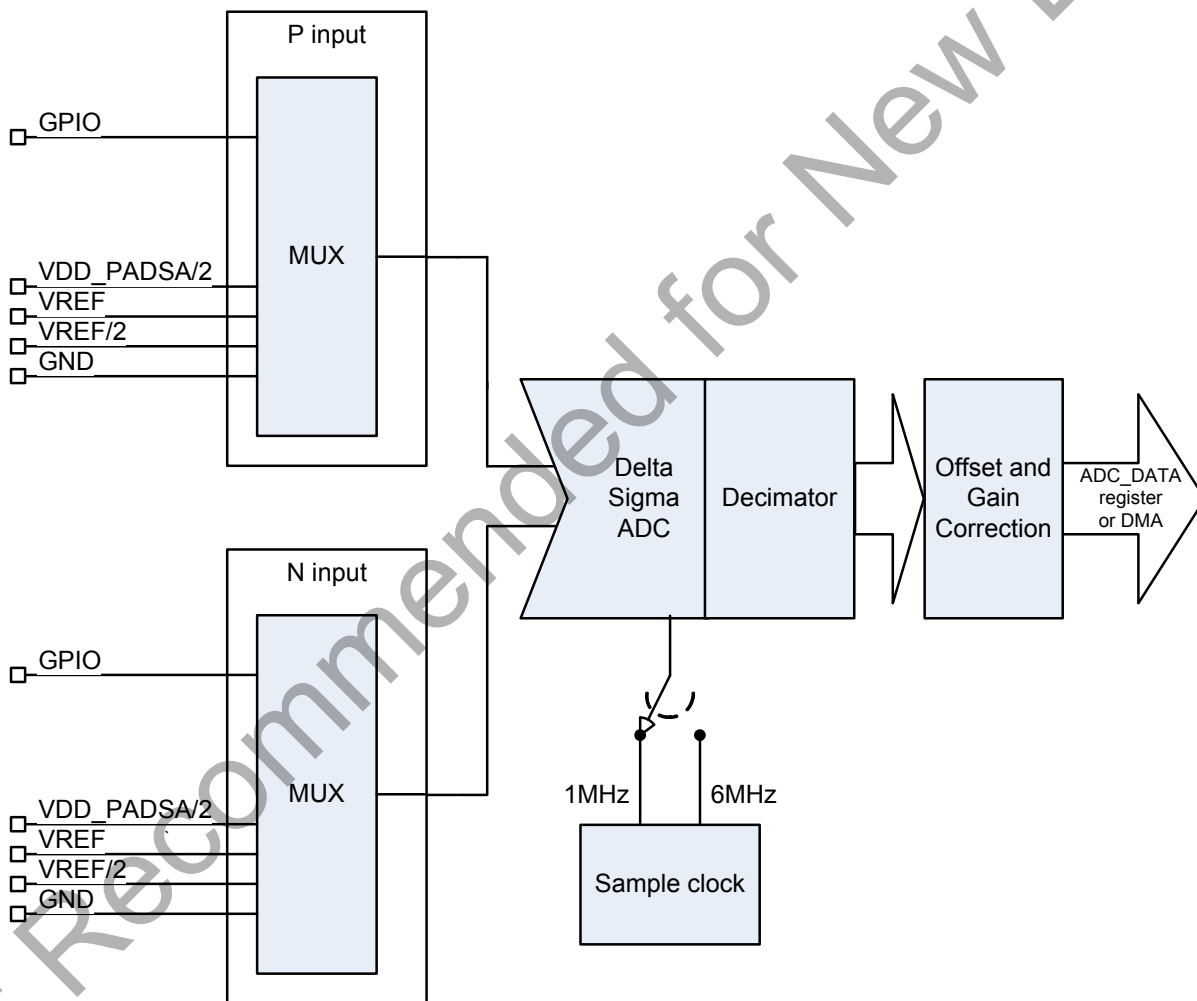 P input
GPIO
MUX
VDD_PADSA/2
VREF
VREF/2
GND
Delta
Sigma
ADC
Decimator
Offset and
Gain
Correction
ADC_DATA
register
or DMA
N input
GPIO
MUX
VDD_PADSA/2
VREF
VREF/2
GND
1MHz
6MHz
Sample clock
Recommended for New